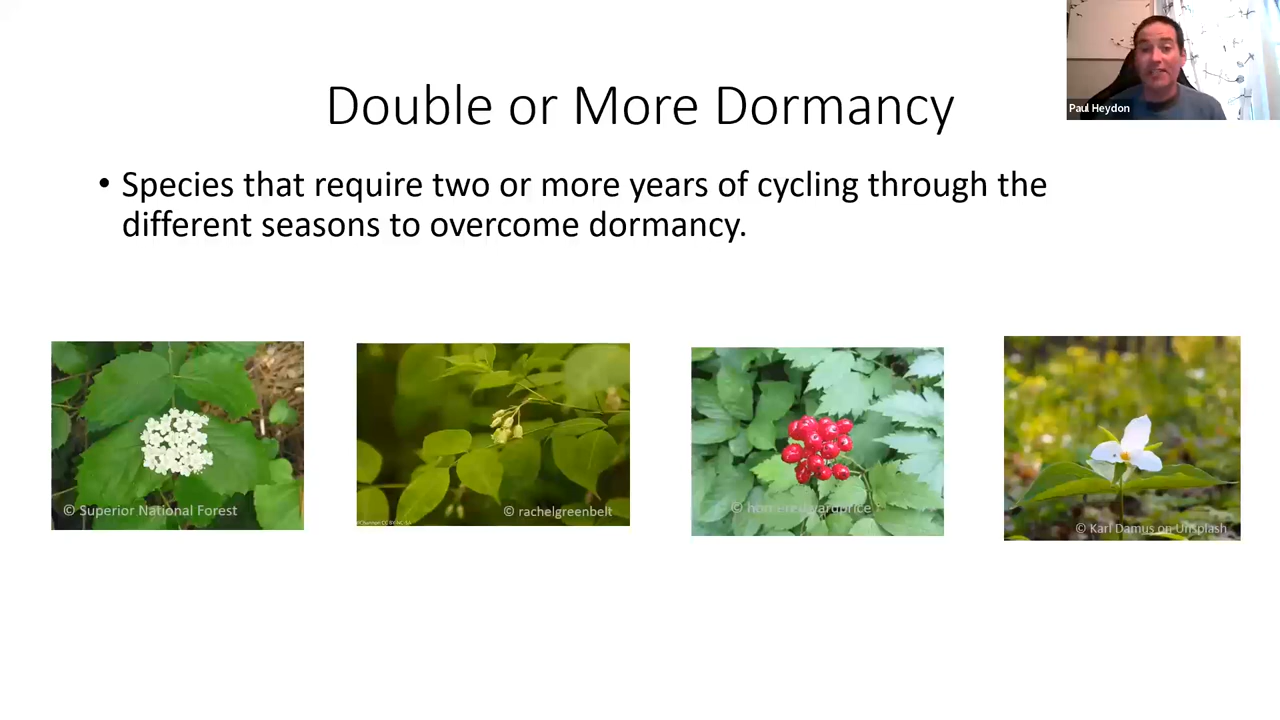 Double or More Dormancy
Paul Heydon
• Species that require two or more years of cycling through the
different seasons to overcome dormancy.
© Superior National Forest
© rachelgreenbelt
© Karl Damus on Unsplash